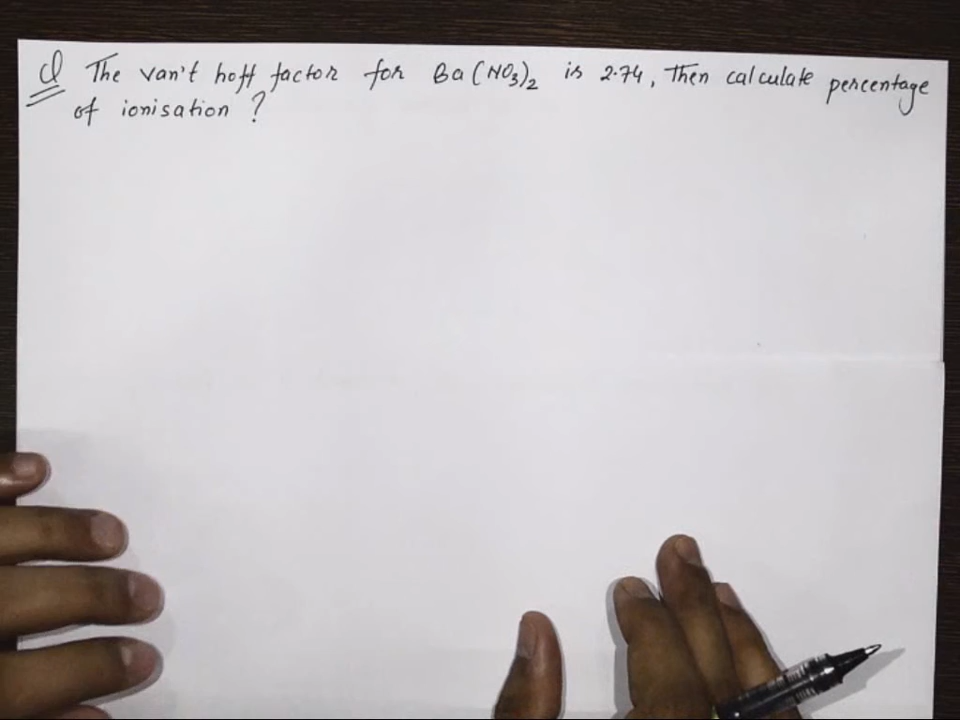 Q The van't hoff factor for Ba(NO3)2 is 2.74, Then calculate percentage
of ionisation ?